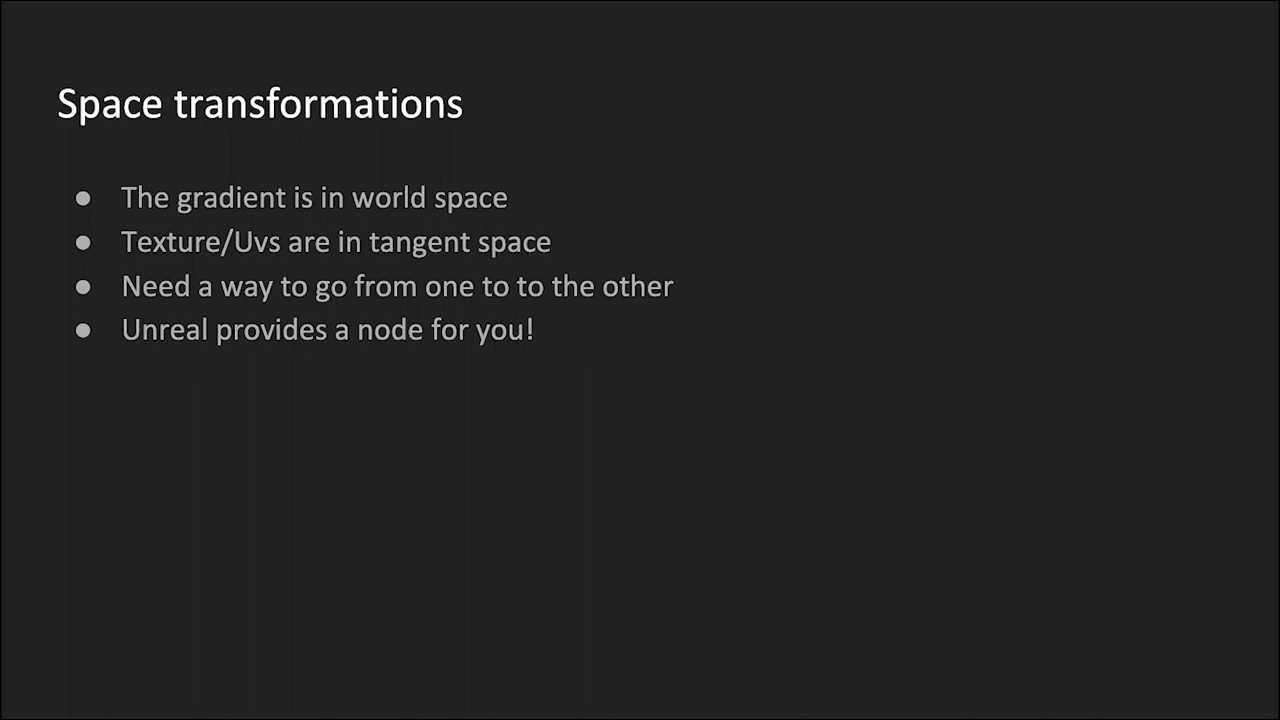 Space transformations
● The gradient is in world space
● Texture/Uvs are in tangent space
● Need a way to go from one to to the other
● Unreal provides a node for you!